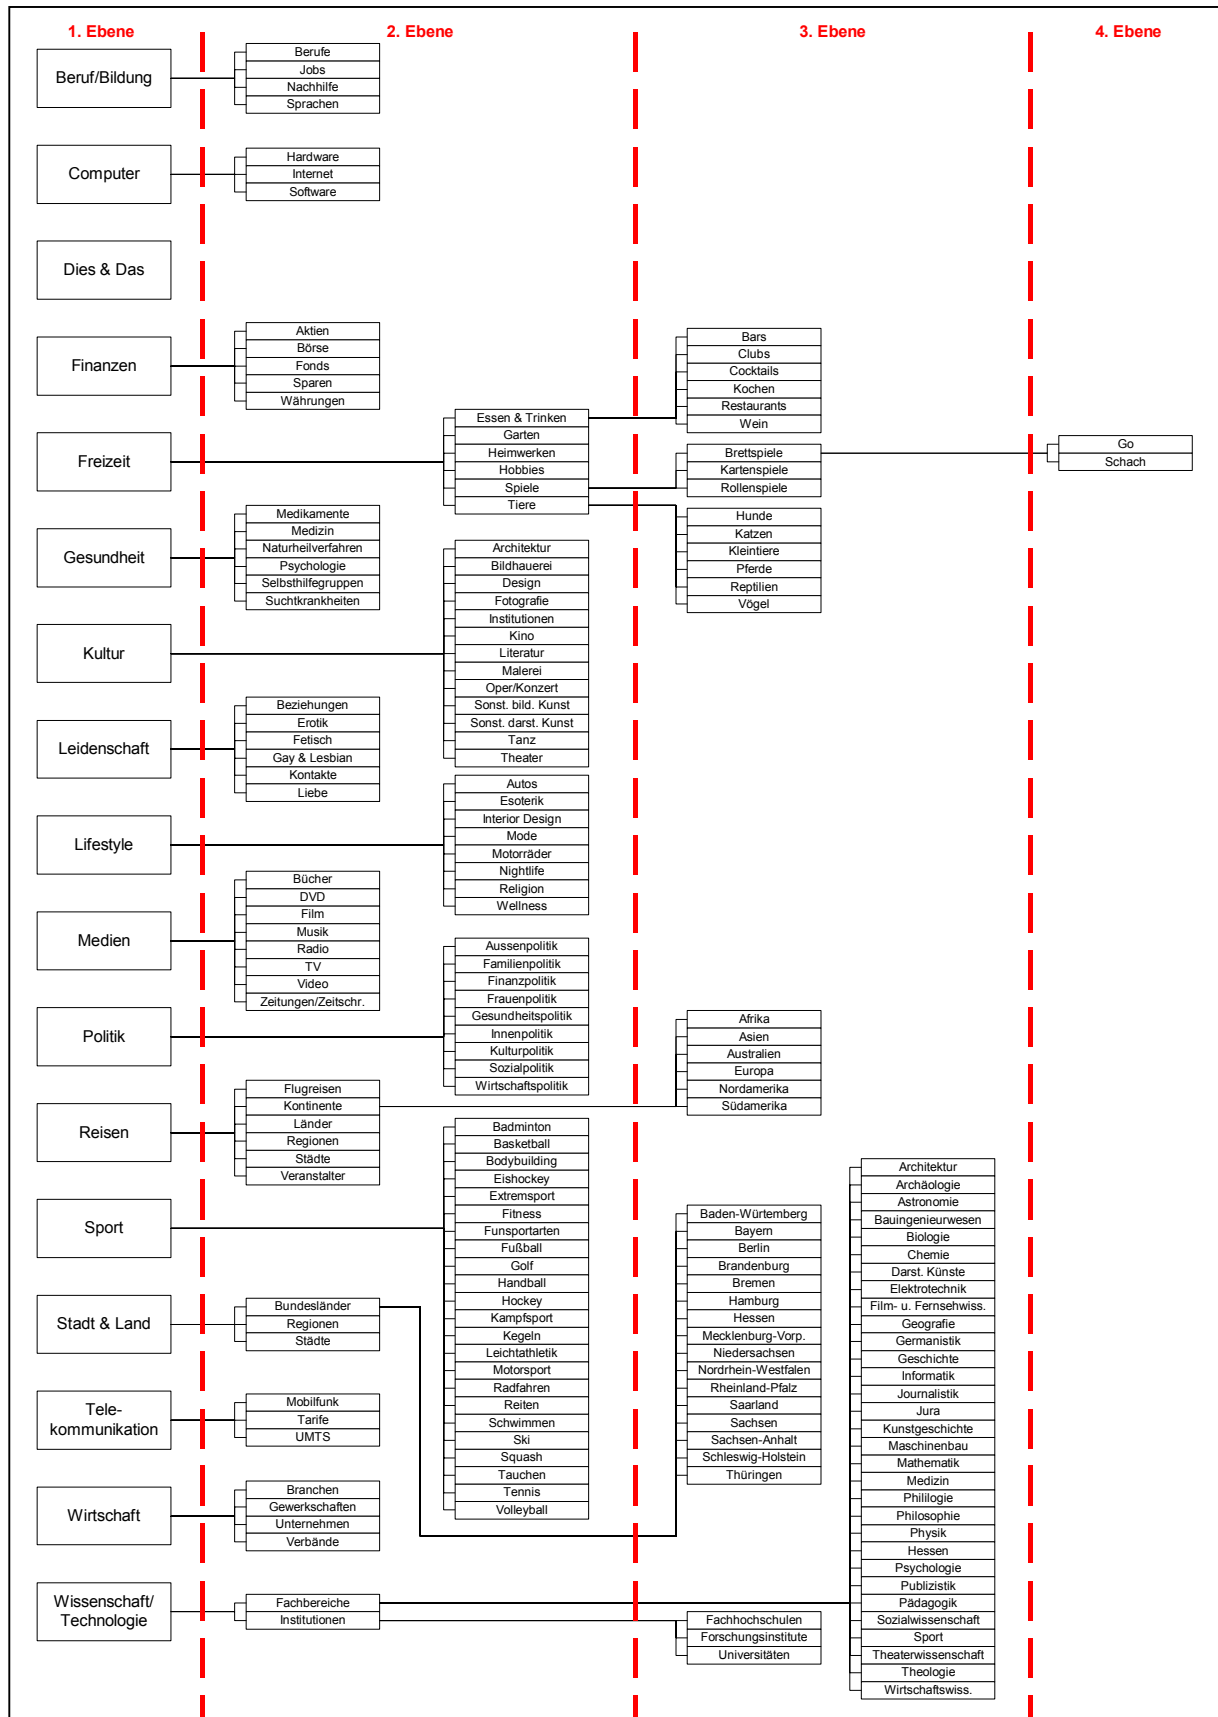 1. Ebene
2. Ebene
3. Ebene
4. Ebene
Beruf/Bildung
Berufe
Jobs
Nachhilfe
Sprachen
Computer
Hardware
Internet
Software
Dies & Das
Finanzen
Aktien
Börse
Fonds
Sparen
Währungen
Freizeit
Essen & Trinken
Garten
Heimwerken
Hobbies
Spiele
Tiere
Bars
Clubs
Cocktails
Kochen
Restaurants
Wein
Brettspiele
Kartenspiele
Rollenspiele
Go
Schach
Hunde
Katzen
Kleintiere
Pferde
Reptilien
Vögel
Gesundheit
Medikamente
Medizin
Naturheilverfahren
Psychologie
Selbsthilfegruppen
Suchtkrankheiten
Kultur
Architektur
Bildhauerei
Design
Fotografie
Institutionen
Kino
Literatur
Malerei
Oper/Konzert
Sonst. bild. Kunst
Sonst. darst. Kunst
Tanz
Theater
Leidenschaft
Beziehungen
Erotik
Fetisch
Gay & Lesbian
Kontakte
Liebe
Lifestyle
Autos
Esoterik
Interior Design
Mode
Motorräder
Nightlife
Religion
Wellness
Medien
Bücher
DVD
Film
Musik
Radio
TV
Video
Zeitungen/Zeitschr.
Politik
Aussenpolitik
Familienpolitik
Finanzpolitik
Frauenpolitik
Gesundheitspolitik
Innenpolitik
Kulturpolitik
Sozialpolitik
Wirtschaftspolitik
Reisen
Flugreisen
Kontinente
Länder
Regionen
Städte
Veranstalter
Afrika
Asien
Australien
Europa
Nordamerika
Südamerika
Sport
Badminton
Basketball
Bodybuilding
Eishockey
Extremsport
Fitness
Funsportarten
Fußball
Golf
Handball
Hockey
Kampfsport
Kegeln
Leichtathletik
Motorsport
Radfahren
Reiten
Schwimmen
Ski
Squash
Tauchen
Tennis
Volleyball
Stadt & Land
Bundesländer
Regionen
Städte
Baden-Würtemberg
Bayern
Berlin
Brandenburg
Bremen
Hamburg
Hessen
Mecklenburg-Vorp.
Niedersachsen
Nordrhein-Westfalen
Rheinland-Pfalz
Saarland
Sachsen
Sachsen-Anhalt
Schleswig-Holstein
Thüringen
Tele-
kommunikation
Mobilfunk
Tarife
UMTS
Wirtschaft
Branchen
Gewerkschaften
Unternehmen
Verbände
Wissenschaft/
Technologie
Fachbereiche
Institutionen
Fachhochschulen
Forschungsinstitute
Universitäten
Architektur
Archäologie
Astronomie
Bauingenieurwesen
Biologie
Chemie
Darst. Künste
Elektrotechnik
Film- u. Fernsehwiss.
Geografie
Germanistik
Geschichte
Informatik
Journalistik
Jura
Kunstgeschichte
Maschinenbau
Mathematik
Medizin
Phililogie
Philosophie
Physik
Hessen
Psychologie
Publizistik
Pädagogik
Sozialwissenschaft
Sport
Theaterwissenschaft
Theologie
Wirtschaftswiss.